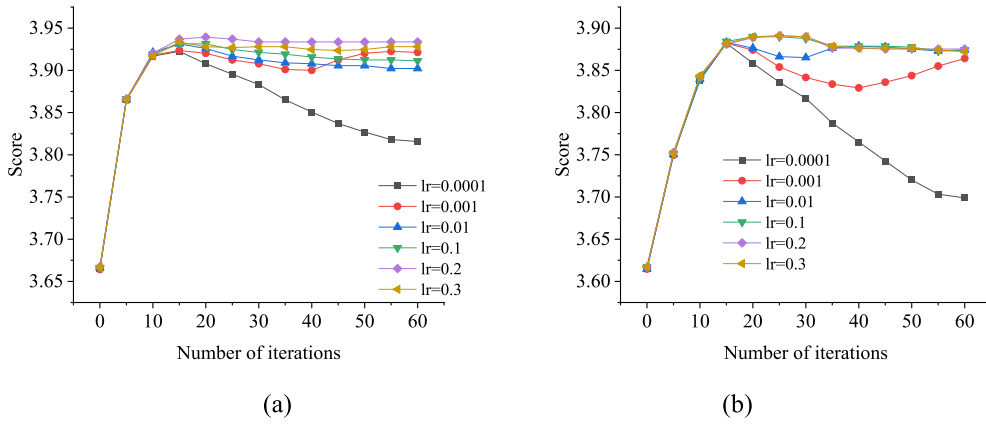 3.95
3.90
3.85
3.80
3.75
3.70
3.65
Score
0 10 20 30 40 50 60
Number of iterations
lr=0.0001
lr=0.001
lr=0.01
lr=0.1
lr=0.2
lr=0.3
(a)
3.90
3.85
3.80
3.75
3.70
3.65
3.60
Score
0 10 20 30 40 50 60
Number of iterations
lr=0.0001
lr=0.001
lr=0.01
lr=0.1
lr=0.2
lr=0.3
(b)